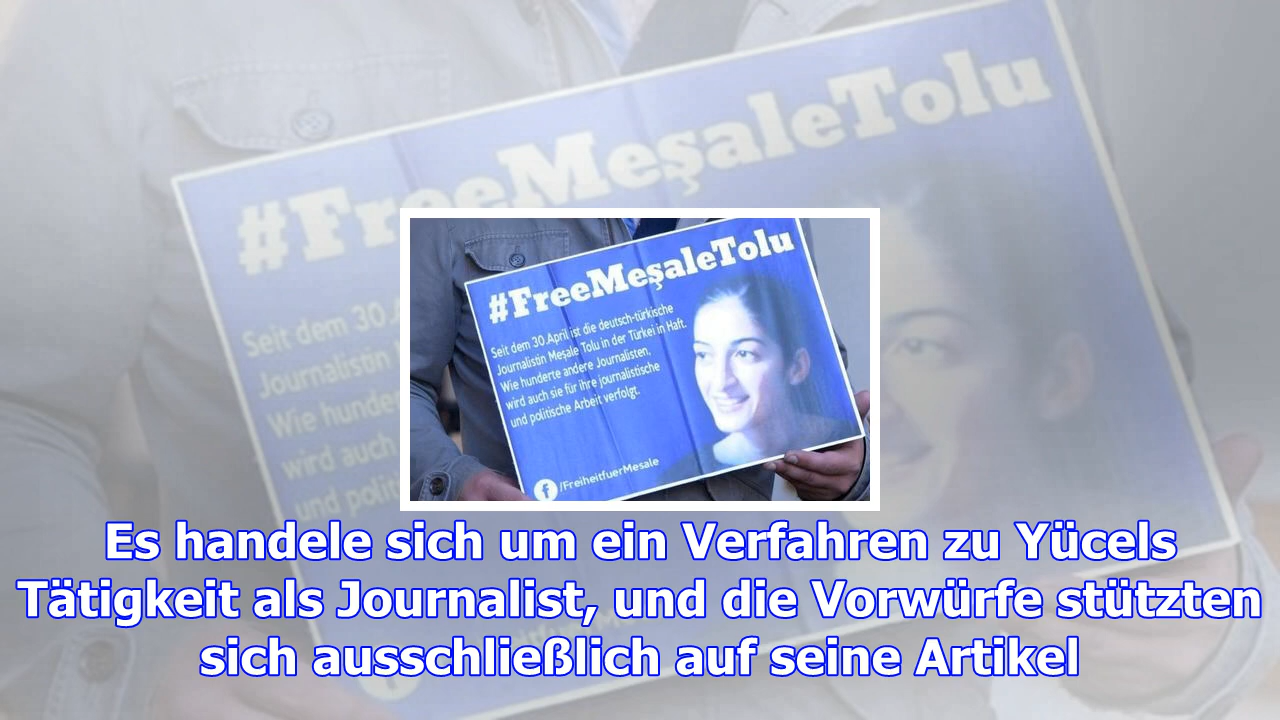 #FreeMeşaleTolu
Seit dem 30.April ist die deutsch-türkische
Journalistin Meşale Tolu in der Türkei in Haft.
Wie hunderte andere Journalisten,
wird auch sie für ihre journalistische
und politische Arbeit verfolgt.
f /FreiheitfuerMesale
Es handele sich um ein Verfahren zu Yücels
Tätigkeit als Journalist, und die Vorwürfe stützten
sich ausschließlich auf seine Artikel